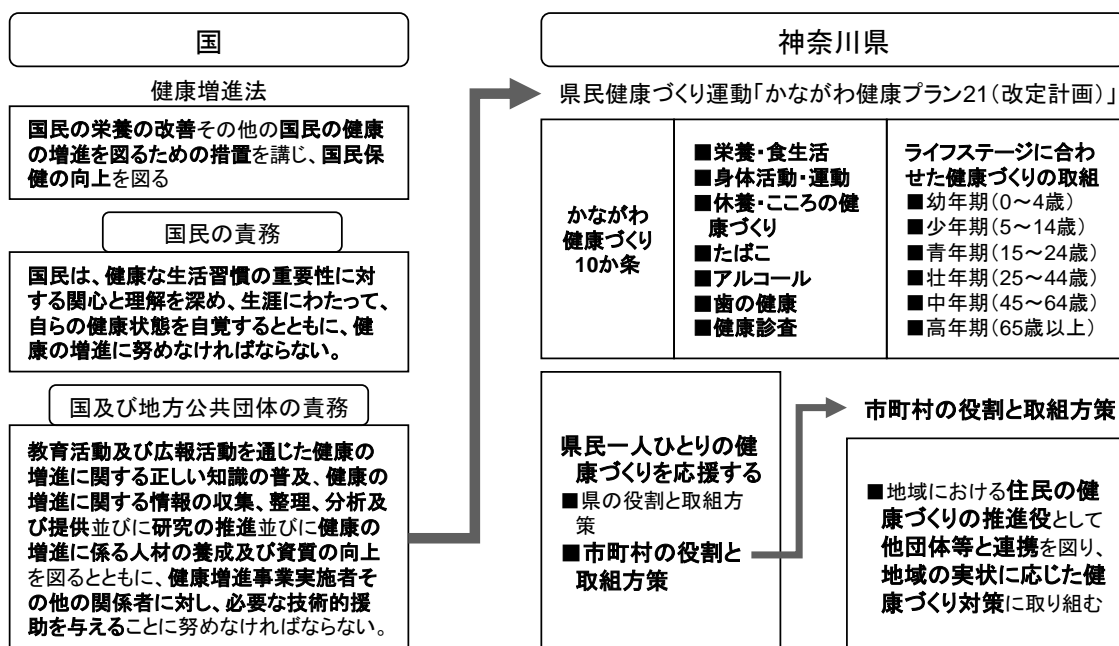 国
健康増進法
国民の栄養の改善その他の国民の健康
の増進を図るための措置を講じ、国民保
健の向上を図る
国民の責務
国民は、健康な生活習慣の重要性に対
する関心と理解を深め、生涯にわたって、
自らの健康状態を自覚するとともに、健
康の増進に努めなければならない。
国及び地方公共団体の責務
教育活動及び広報活動を通じた健康の
増進に関する正しい知識の普及、健康の
増進に関する情報の収集、整理、分析及
び提供並びに研究の推進並びに健康の
増進に係る人材の養成及び資質の向上
を図るとともに、健康増進事業実施者そ
の他の関係者に対し、必要な技術的援
助を与えることに努めなければならない。
神奈川県
県民健康づくり運動「かながわ健康プラン21(改定計画)」
かながわ
健康づくり
10か条
■栄養・食生活
■身体活動・運動
■休養・こころの健
康づくり
■たばこ
■アルコール
■歯の健康
■健康診査
ライフステージに合わ
せた健康づくりの取組
■幼年期(0～4歳)
■少年期(5～14歳)
■青年期(15～24歳)
■壮年期(25～44歳)
■中年期(45～64歳)
■高年期(65歳以上)
県民一人ひとりの健
康づくりを応援する
■県の役割と取組方
策
■市町村の役割と
取組方策
市町村の役割と取組方策
■地域における住民の健
康づくりの推進役として
他団体等と連携を図り、
地域の実状に応じた健
康づくり対策に取り組む